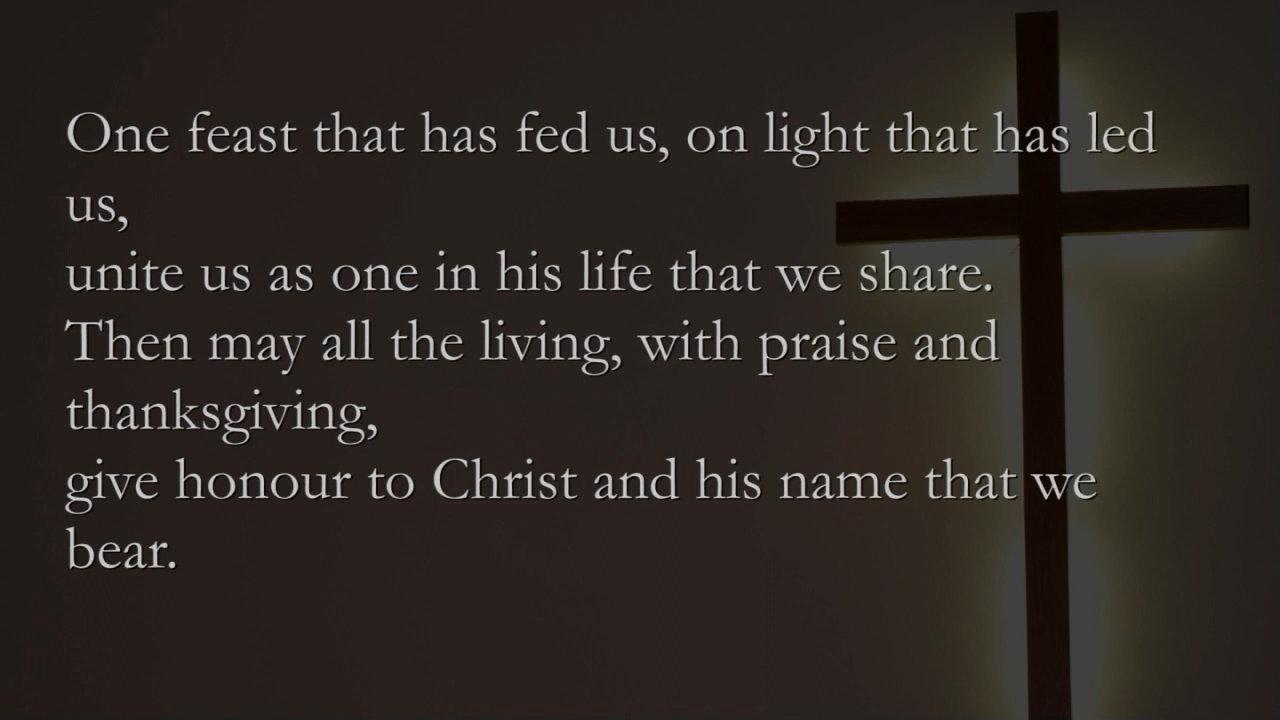 One feast that has fed us, on light that has led
us,
unite us as one in his life that we share.
Then may all the living, with praise and
thanksgiving,
give honour to Christ and his name that we
bear.